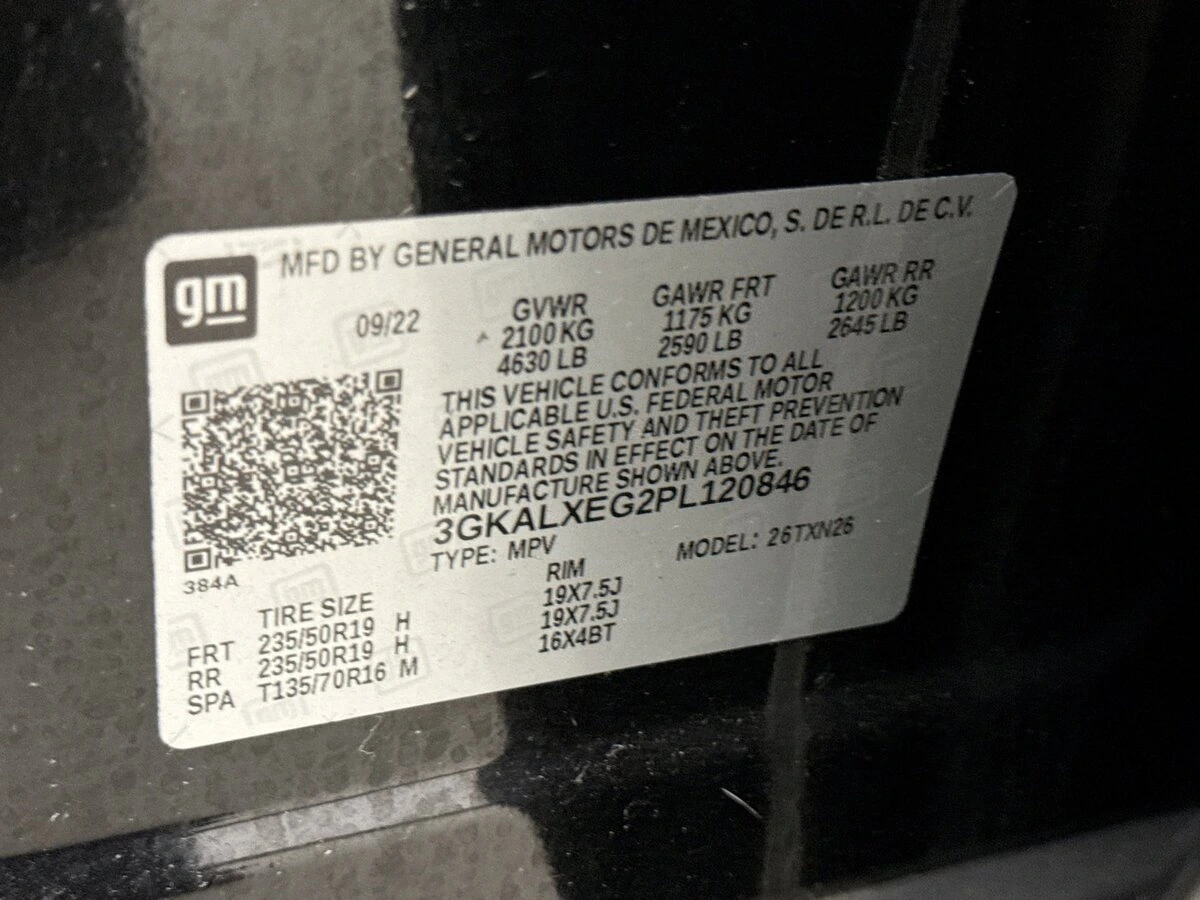 gm
MFD BY GENERAL MOTORS DE MEXICO, S. DE R.L. DE C.V.
09/22
GVWR GAWR FRT GAWR RR
2100 KG 1175 KG 1200 KG
4630 LB 2590 LB 2645 LB
THIS VEHICLE CONFORMS TO ALL
APPLICABLE U.S. FEDERAL MOTOR
VEHICLE SAFETY AND THEFT PREVENTION
STANDARDS IN EFFECT ON THE DATE OF
MANUFACTURE SHOWN ABOVE.
3GKALXEG2PL120846
TYPE: MPV MODEL: 26TXN26
384A
TIRE SIZE RIM
FRT 235/50R19 H 19X7.5J
RR 235/50R19 H 19X7.5J
SPA T135/70R16 M 16X4BT